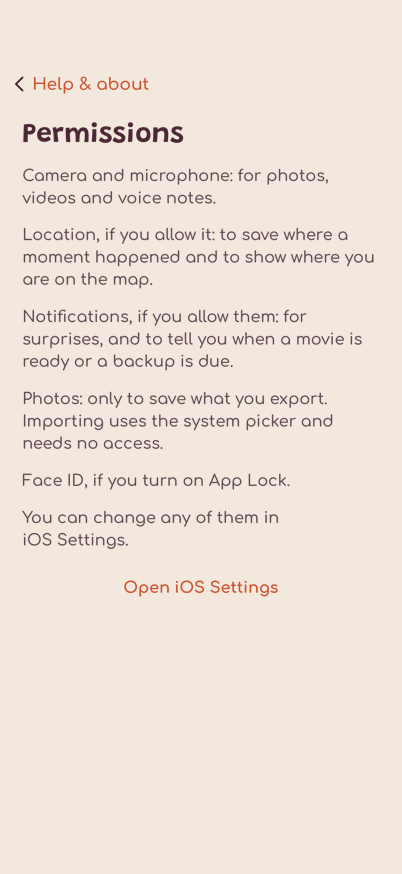 Help & about
Permissions
Camera and microphone: for photos,
videos and voice notes.
Location, if you allow it: to save where a
moment happened and to show where you
are on the map.
Notifications, if you allow them: for
surprises, and to tell you when a movie is
ready or a backup is due.
Photos: only to save what you export.
Importing uses the system picker and
needs no access.
Face ID, if you turn on App Lock.
You can change any of them in
iOS Settings.
Open iOS Settings